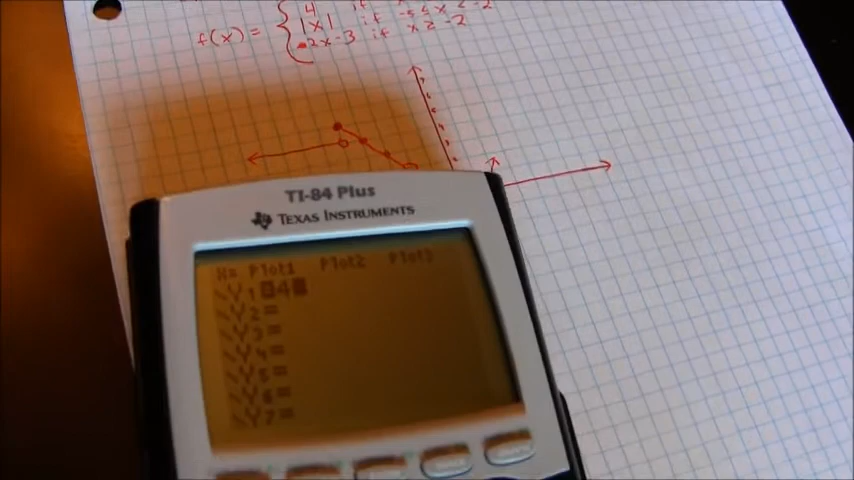 4 if x < -2
f(x) = |x| if -5 ≤ x < -2
2x-3 if x ≥ -2
TI-84 Plus
TEXAS INSTRUMENTS
Plot1 Plot2 Plot3
\Y1=4
\Y2=
\Y3=
\Y4=
\Y5=
\Y6=
\Y7=